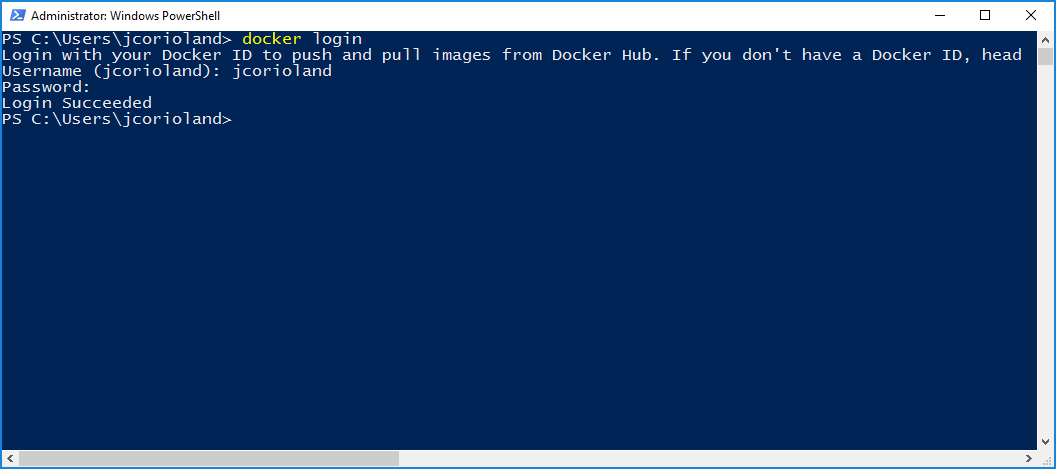 Administrator: Windows PowerShell
PS C:\Users\jcorioland> docker login
Login with your Docker ID to push and pull images from Docker Hub. If you don't have a Docker ID, head
Username (jcorioland): jcorioland
Password:
Login Succeeded
PS C:\Users\jcorioland>